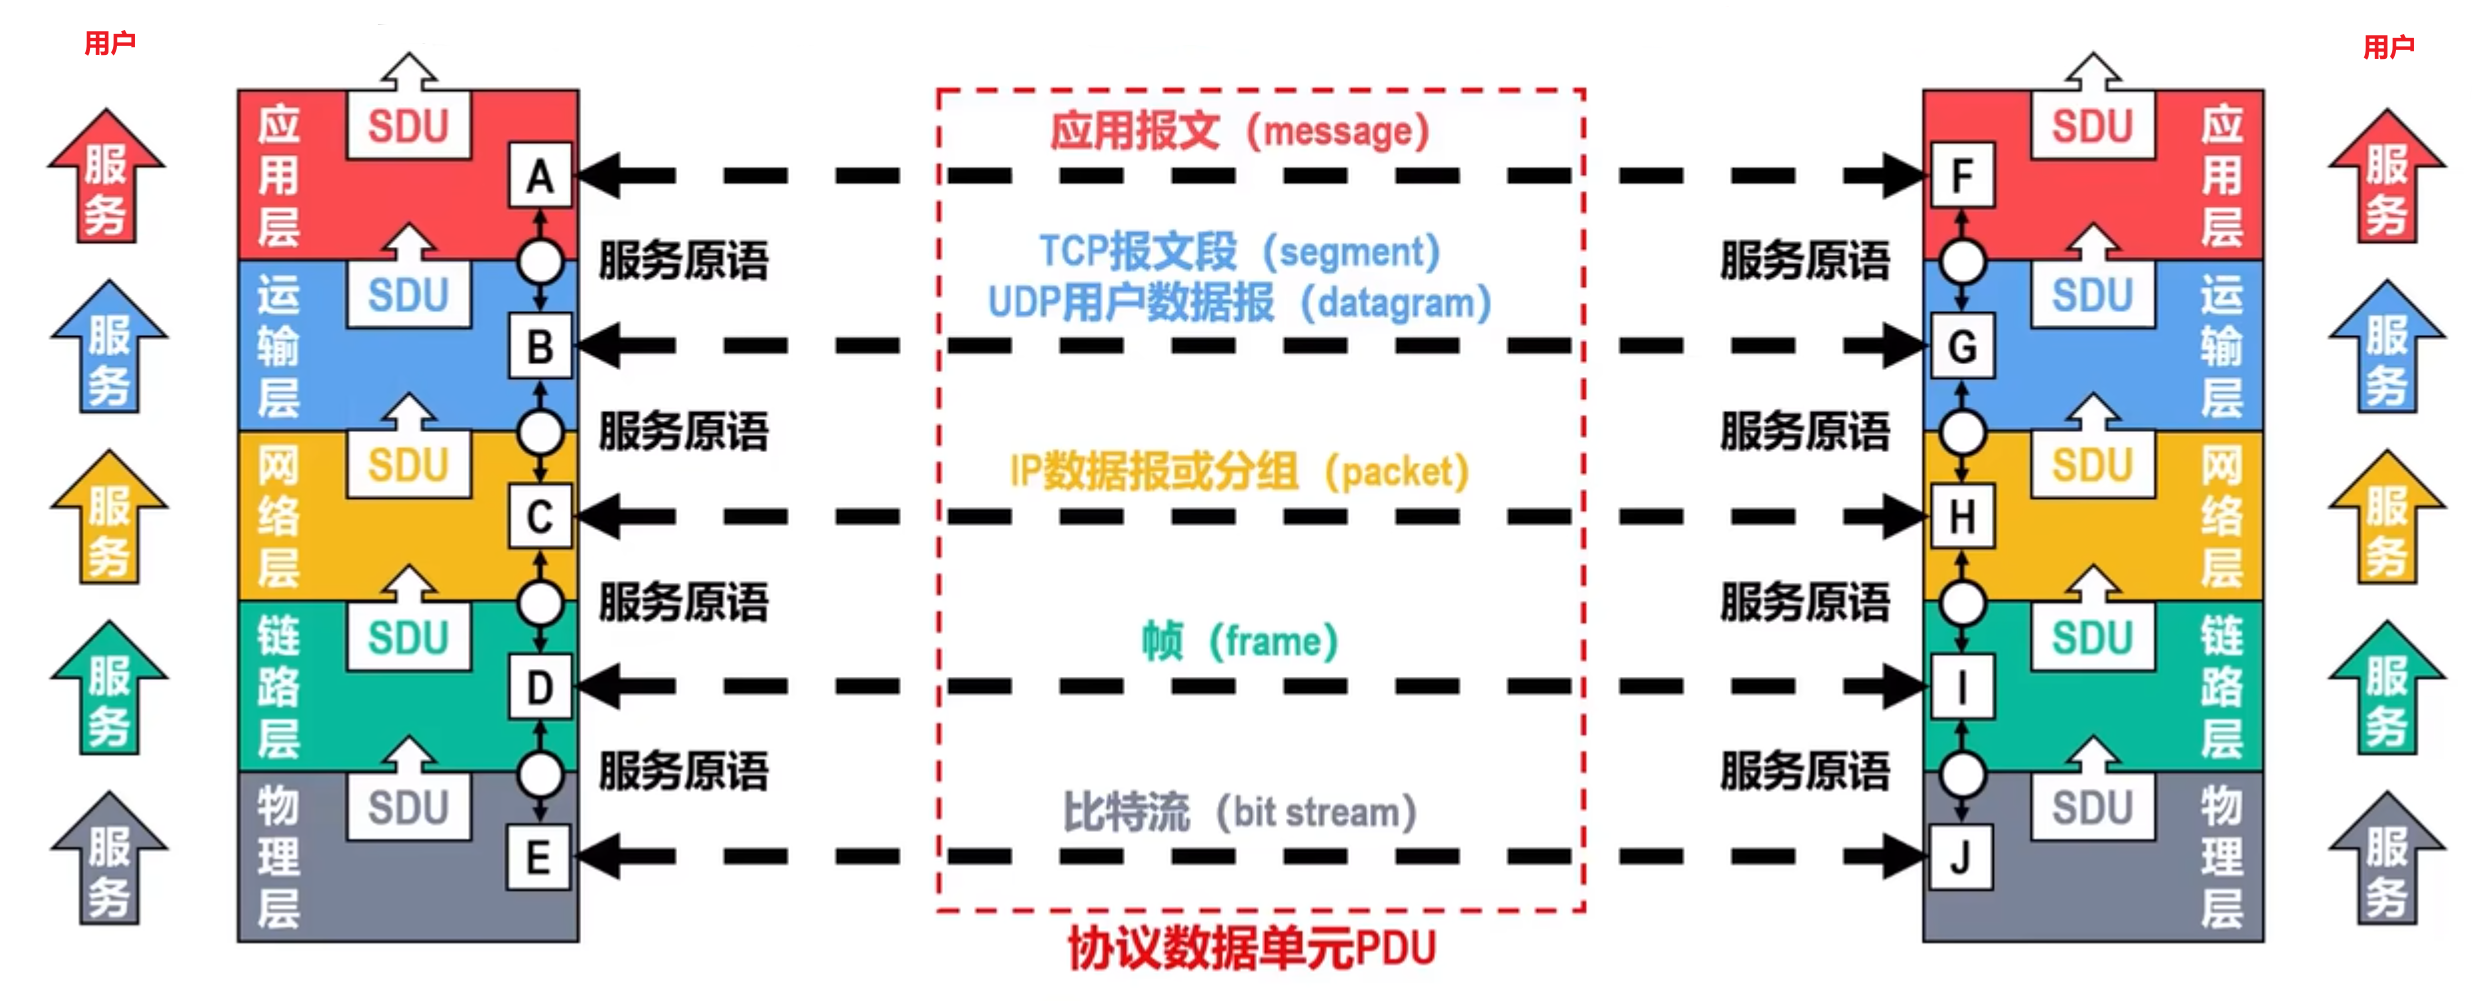 用户
用户
服务
服务
服务
服务
服务
应用层
SDU
A
服务原语
运输层
SDU
B
服务原语
网络层
SDU
C
服务原语
链路层
SDU
D
服务原语
物理层
SDU
E
应用报文（message）
TCP报文段（segment）
UDP用户数据报（datagram）
IP数据报或分组（packet）
帧（frame）
比特流（bit stream）
协议数据单元PDU
应用层
SDU
F
服务原语
运输层
SDU
G
服务原语
网络层
SDU
H
服务原语
链路层
SDU
I
服务原语
物理层
SDU
J
服务
服务
服务
服务
服务